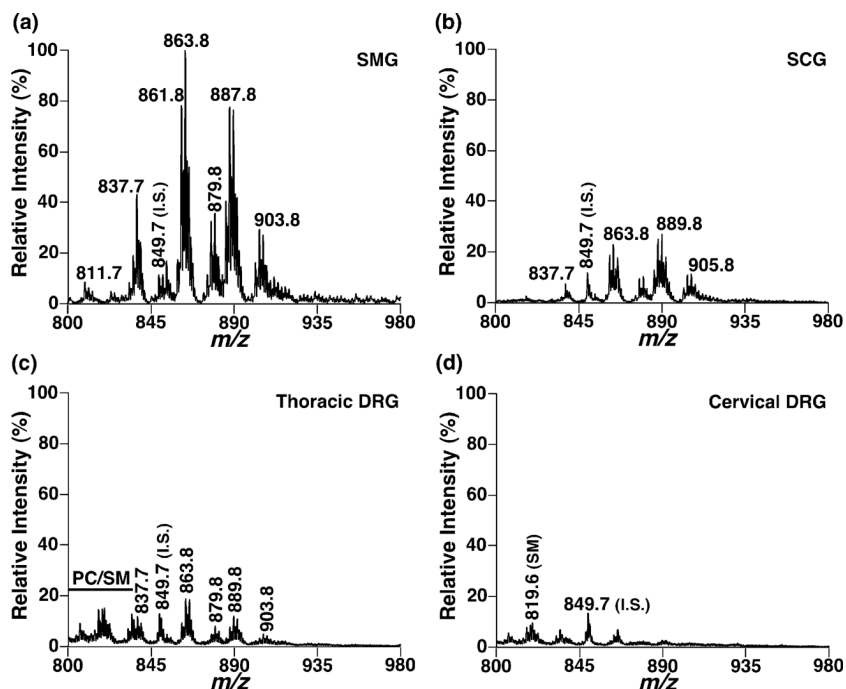 (a)
SMG
Relative Intensity (%)
100
80
60
40
20
0
811.7
837.7
849.7 (I.S.)
861.8
863.8
879.8
887.8
903.8
800 845 890 935 980
m/z
(b)
SCG
Relative Intensity (%)
100
80
60
40
20
0
837.7
849.7 (I.S.)
863.8
889.8
905.8
800 845 890 935 980
m/z
(c)
Thoracic DRG
Relative Intensity (%)
100
80
60
40
20
0
PC/SM
837.7
849.7 (I.S.)
863.8
879.8
889.8
903.8
800 845 890 935 980
m/z
(d)
Cervical DRG
Relative Intensity (%)
100
80
60
40
20
0
819.6 (SM)
849.7 (I.S.)
800 845 890 935 980
m/z